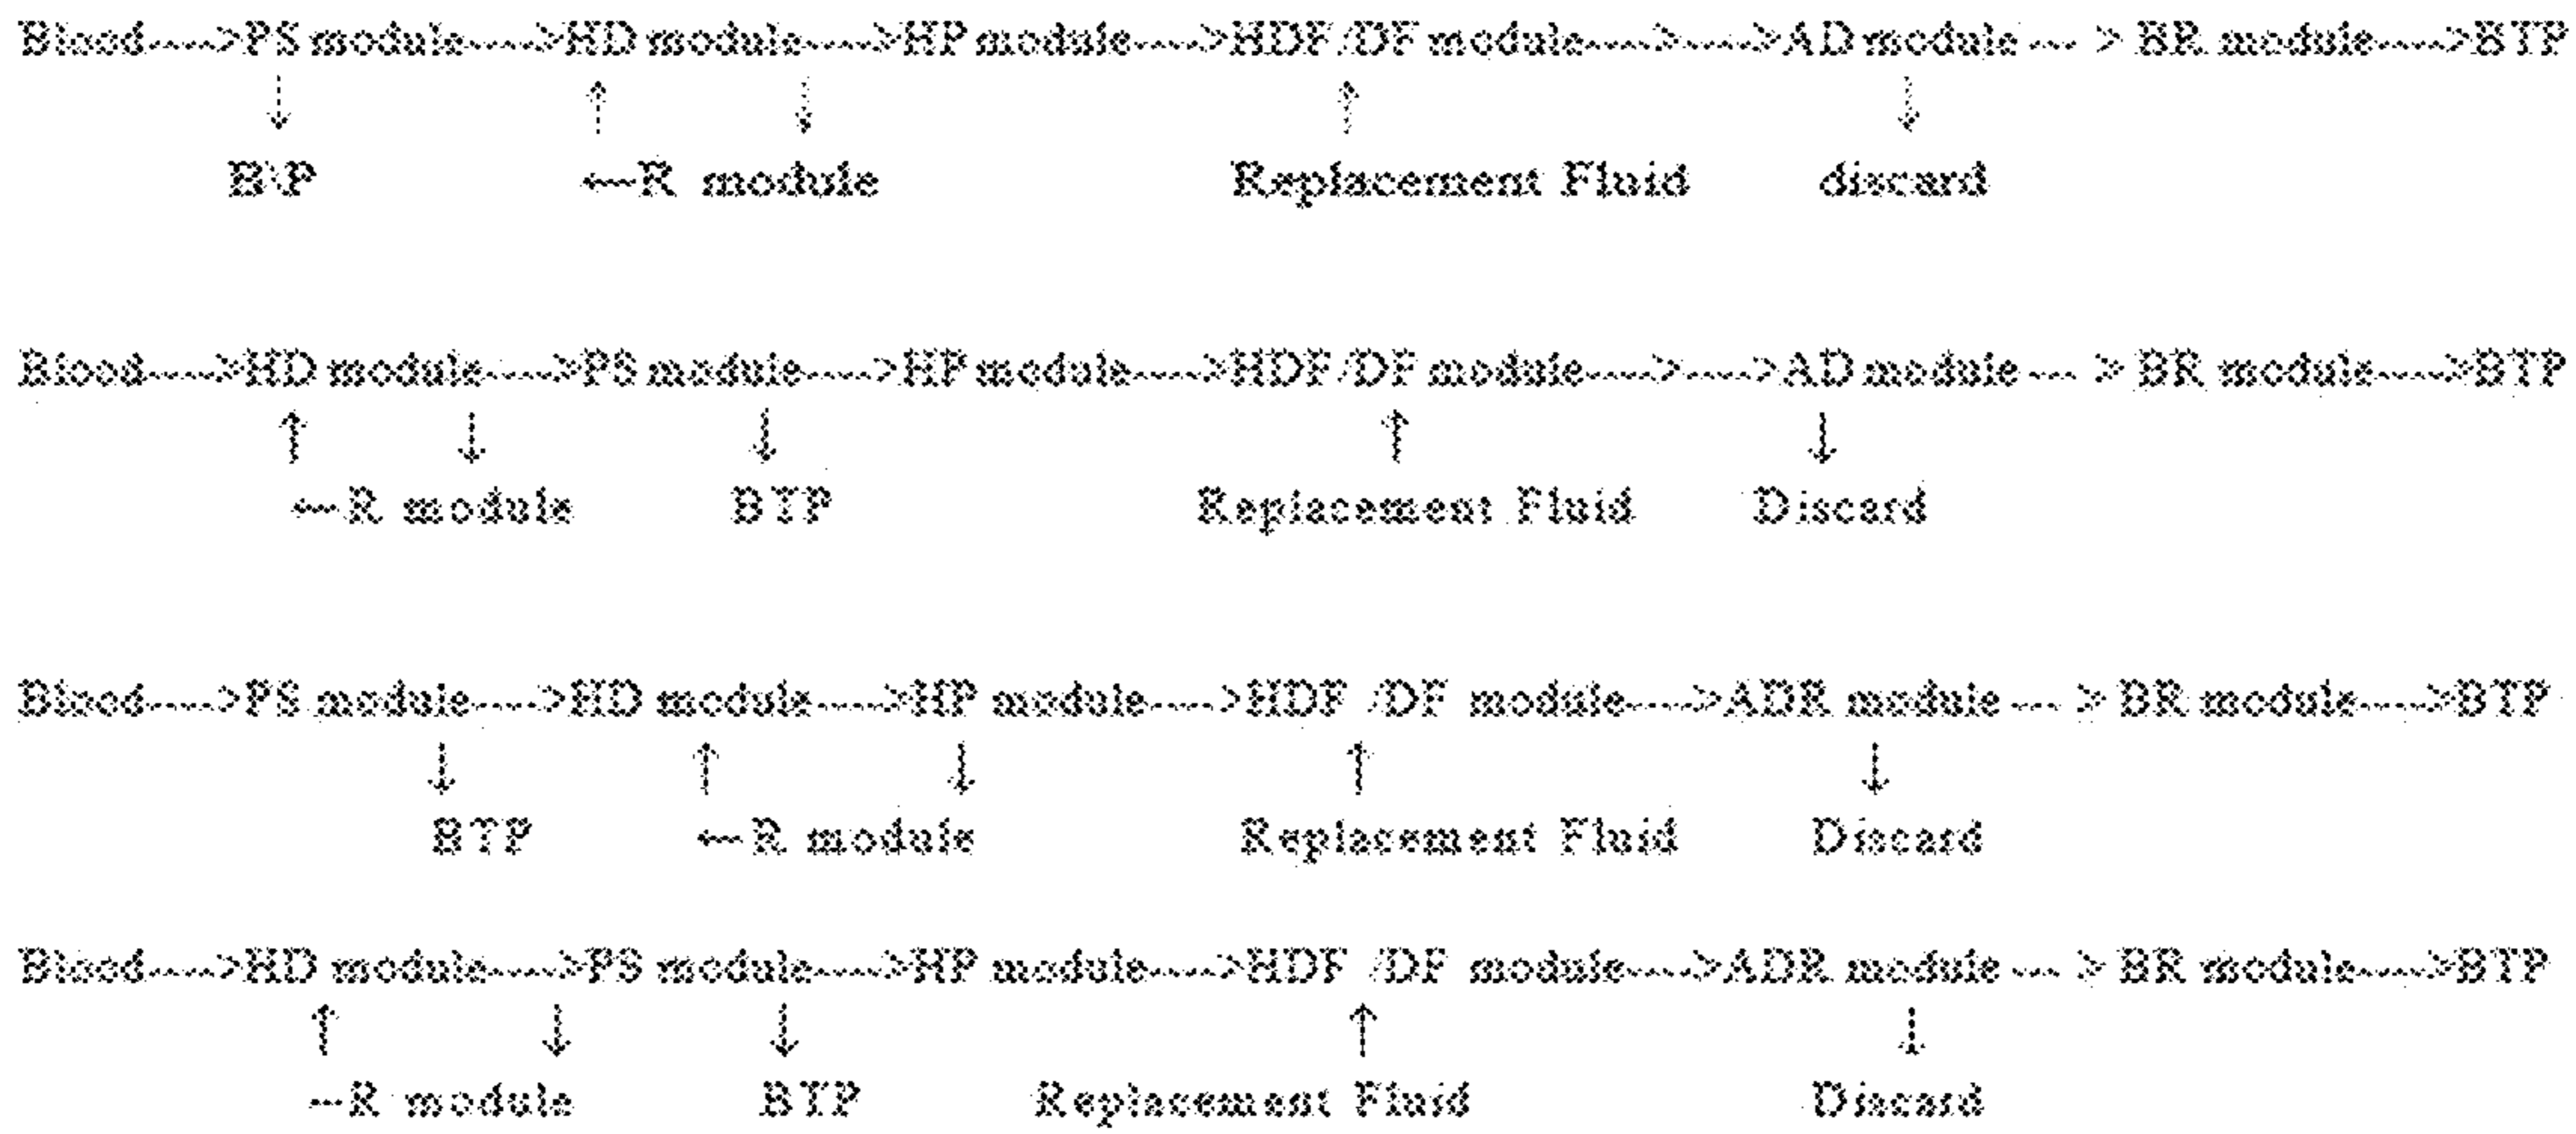 Blood---->PS module---->HD module---->HP module---->HDF/DF module---->---->AD module--- > BR module---->BTP
↓ ↑ ↓ ↑ ↓
B\P ←--R module Replacement Fluid discard
Blood---->HD module---->PS module---->HP module---->HDF/DF module---->---->AD module--- > BR module---->BTP
↑ ↓ ↓ ↑ ↓
←--R module BTP Replacement Fluid Discard
Blood---->PS module---->HD module---->HP module---->HDF /DF module---->ADR module--- > BR module---->BTP
↓ ↑ ↓ ↑ ↓
BTP ←--R module Replacement Fluid Discard
Blood---->HD module---->PS module---->HP module---->HDF /DF module---->ADR module--- > BR module---->BTP
↑ ↓ ↓ ↑ ↓
--R module BTP Replacement Fluid Discard